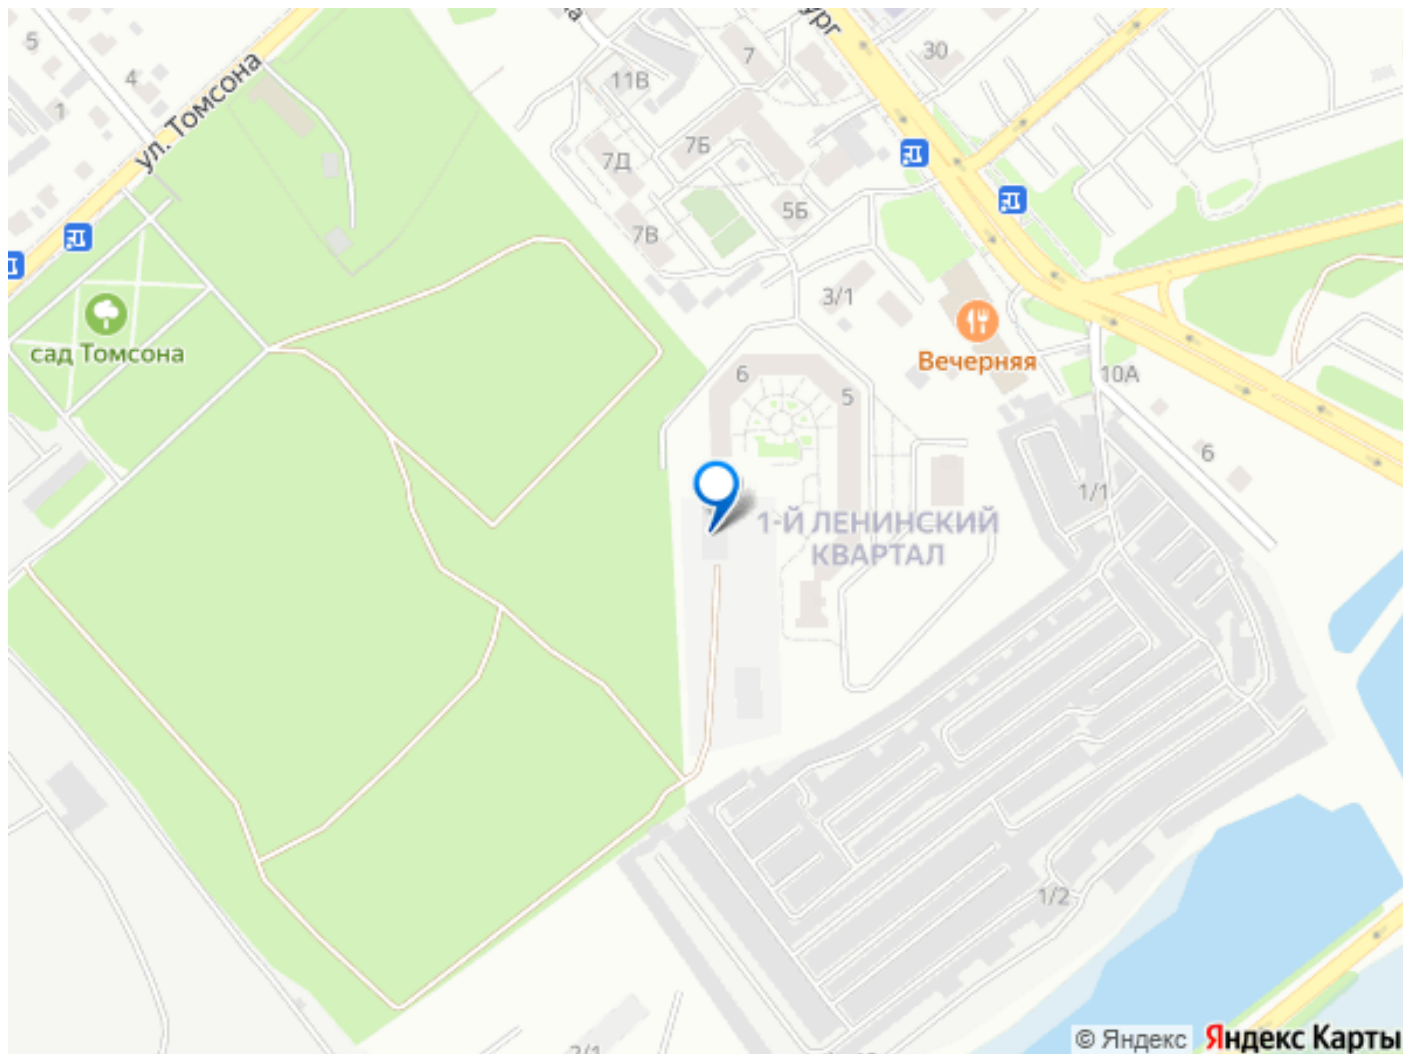 5
4
1
ул. Томсона
11В
7
30
7Б
7Д
5Б
7В
3/1
сад Томсона
Вечерняя
10А
6
5
6
1/1
1-Й ЛЕНИНСКИЙ
КВАРТАЛ
1/2
© Яндекс
Яндекс Карты